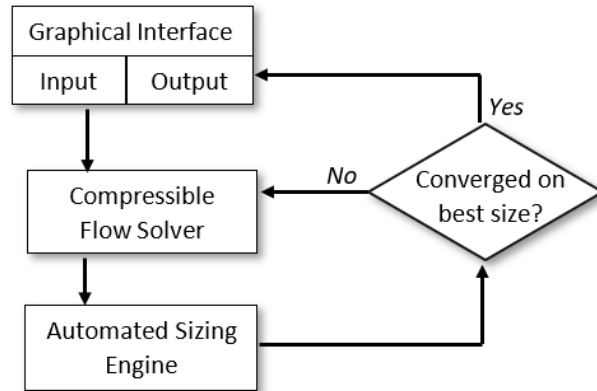 Graphical Interface
Input
Output
Yes
No
Converged on
best size?
Compressible
Flow Solver
Automated Sizing
Engine